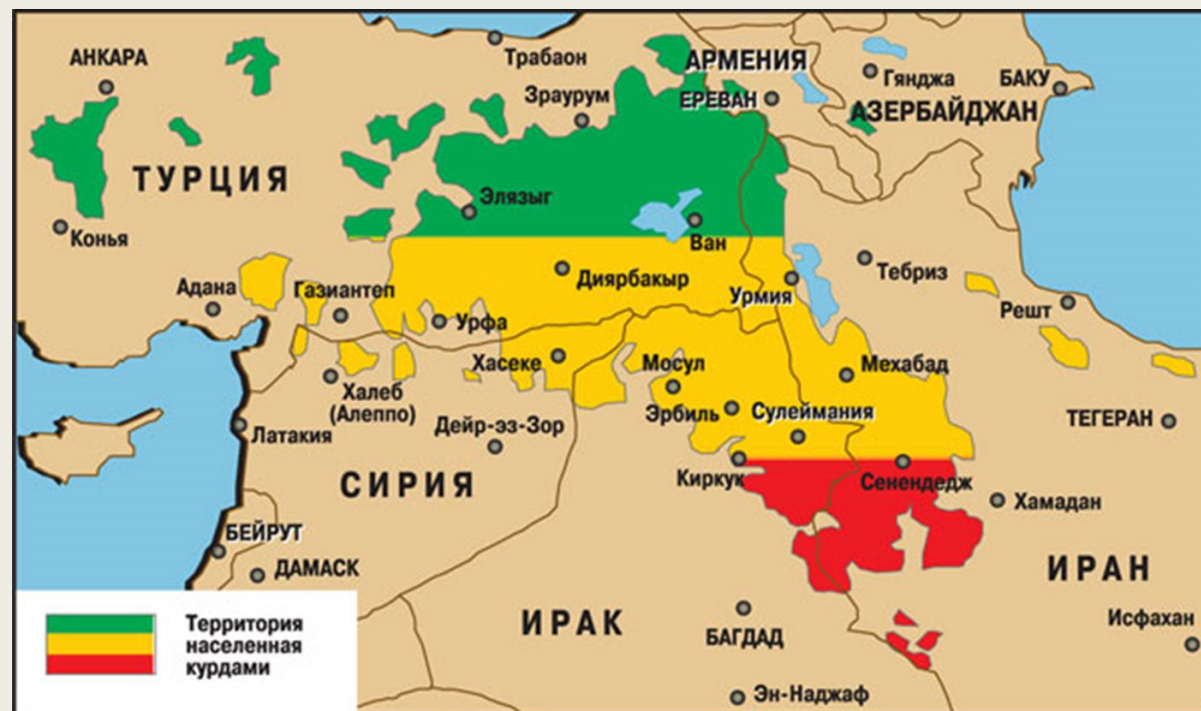 АНКАРА
Трабаон
АРМЕНИЯ
Гянджа
БАКУ
Зраурум
ЕРЕВАН
АЗЕРБАЙДЖАН
ТУРЦИЯ
Элязыг
Конья
Ван
Адана
Газиантеп
Диярбакыр
Урмия
Тебриз
Решт
Урфа
Хасеке
Мосул
Мехабад
Халеб
(Алеппо)
Эрбиль
Сулеймания
ТЕГЕРАН
Латакия
Дейр-эз-Зор
СИРИЯ
Киркук
Сенендедж
Хамадан
БЕЙРУТ
ДАМАСК
ИРАН
ИРАК
БАГДАД
Исфахан
Эн-Наджаф
Территория
населенная
курдами